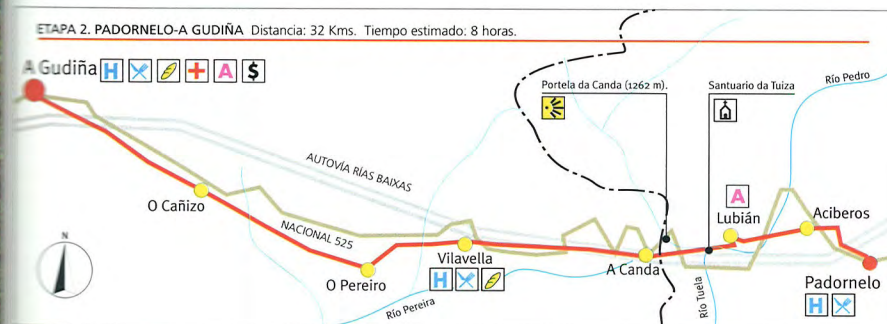 ETAPA 2. PADORNELO-A GUDIÑA Distancia: 32 Kms. Tiempo estimado: 8 horas.
A Gudiña H A $
Portela da Canda (1262 m).
Santuario da Tuiza
Río Pedro
AUTOVÍA RÍAS BAIXAS
O Cañizo
NACIONAL 525
A
Lubián
Aciberos
N
Vilavella
H
O Pereiro
A Canda
Río Pereira
Río Tuela
Padornelo
H